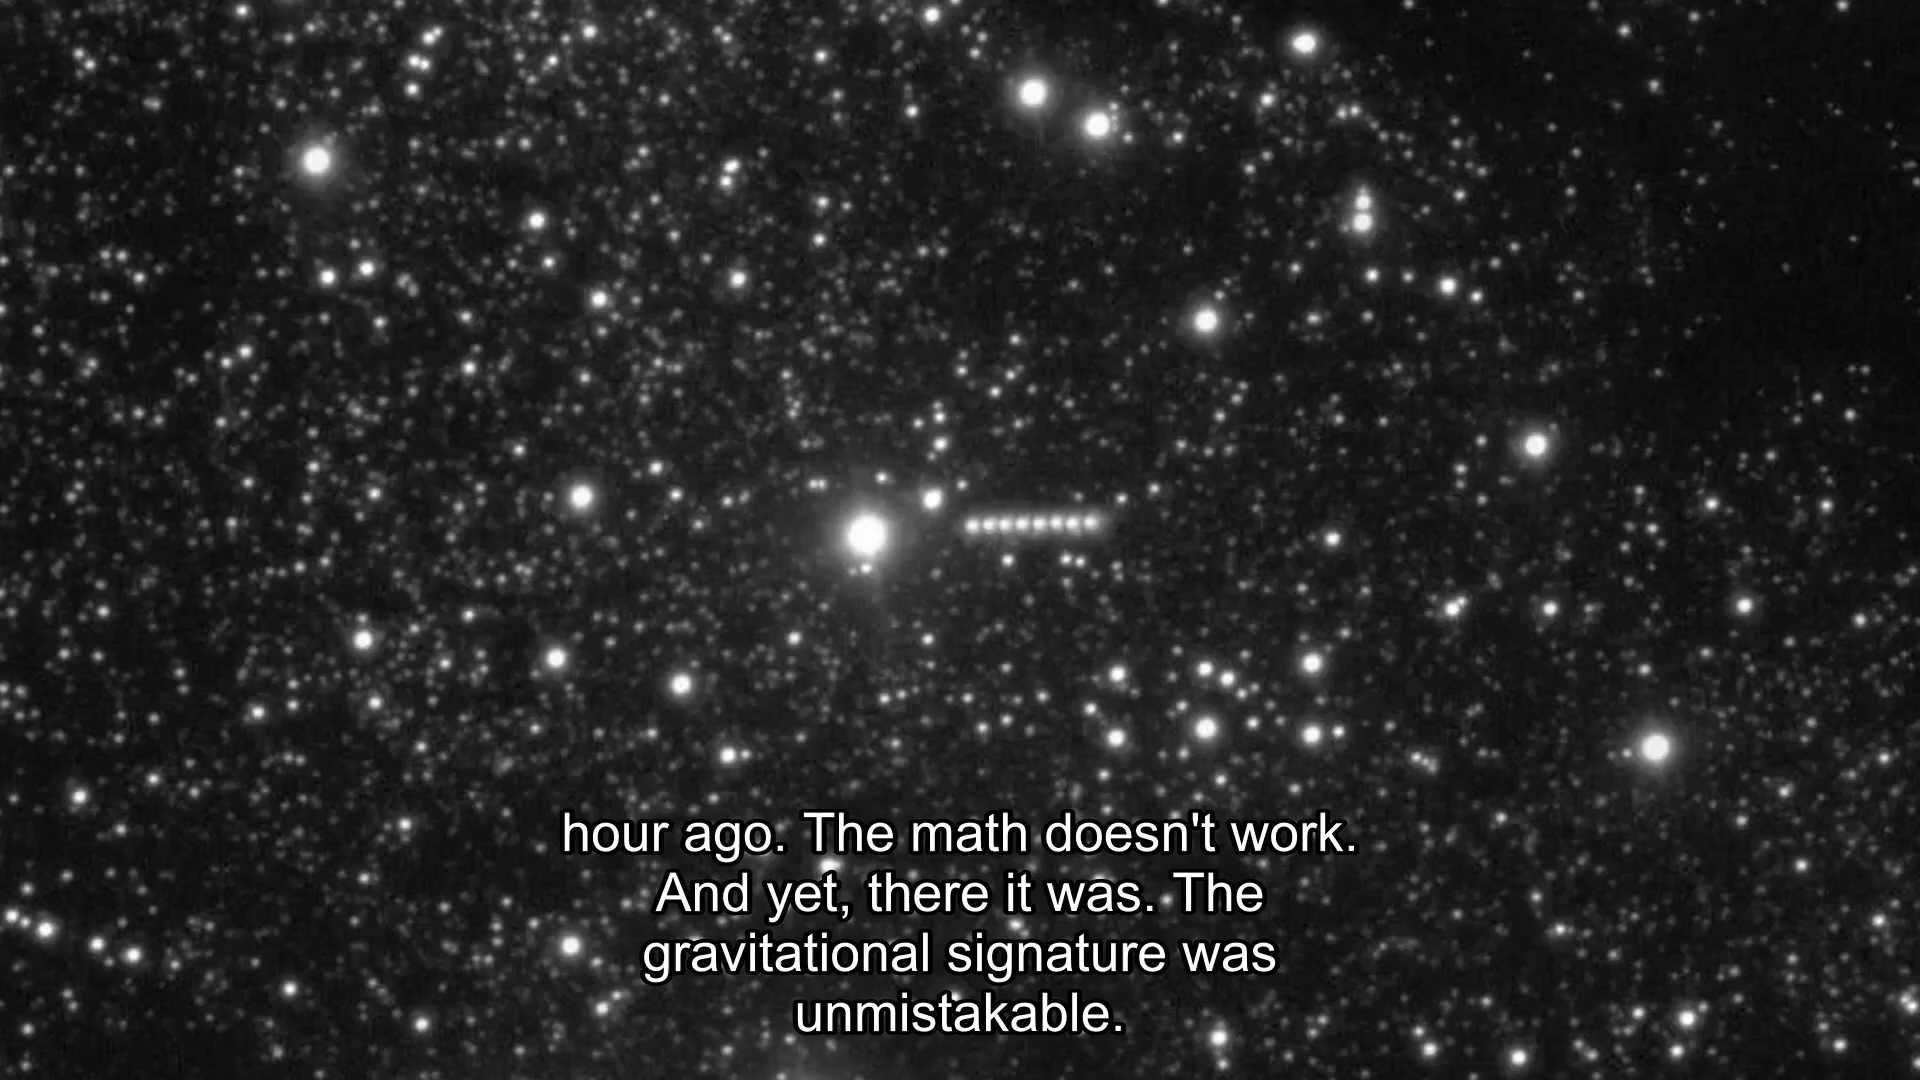 hour ago. The math doesn't work.
And yet, there it was. The
gravitational signature was
unmistakable.